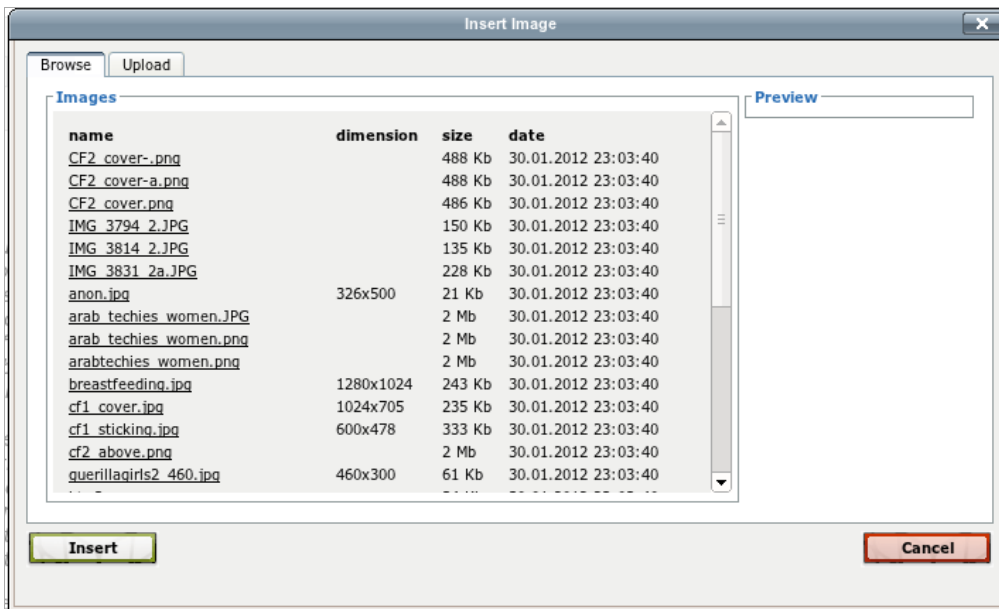 Insert Image
Browse Upload
Images
Preview
name dimension size date
CF2_cover-.png 488 Kb 30.01.2012 23:03:40
CF2_cover-a.png 488 Kb 30.01.2012 23:03:40
CF2_cover.png 486 Kb 30.01.2012 23:03:40
IMG_3794_2.JPG 150 Kb 30.01.2012 23:03:40
IMG_3814_2.JPG 135 Kb 30.01.2012 23:03:40
IMG_3831_2a.JPG 228 Kb 30.01.2012 23:03:40
anon.jpg 326x500 21 Kb 30.01.2012 23:03:40
arab_techies_women.JPG 2 Mb 30.01.2012 23:03:40
arab_techies_women.png 2 Mb 30.01.2012 23:03:40
arabtechies_women.png 2 Mb 30.01.2012 23:03:40
breastfeeding.jpg 1280x1024 243 Kb 30.01.2012 23:03:40
cf1_cover.jpg 1024x705 235 Kb 30.01.2012 23:03:40
cf1_sticking.jpg 600x478 333 Kb 30.01.2012 23:03:40
cf2_above.png 2 Mb 30.01.2012 23:03:40
guerillagirls2_460.jpg 460x300 61 Kb 30.01.2012 23:03:40
Insert Cancel